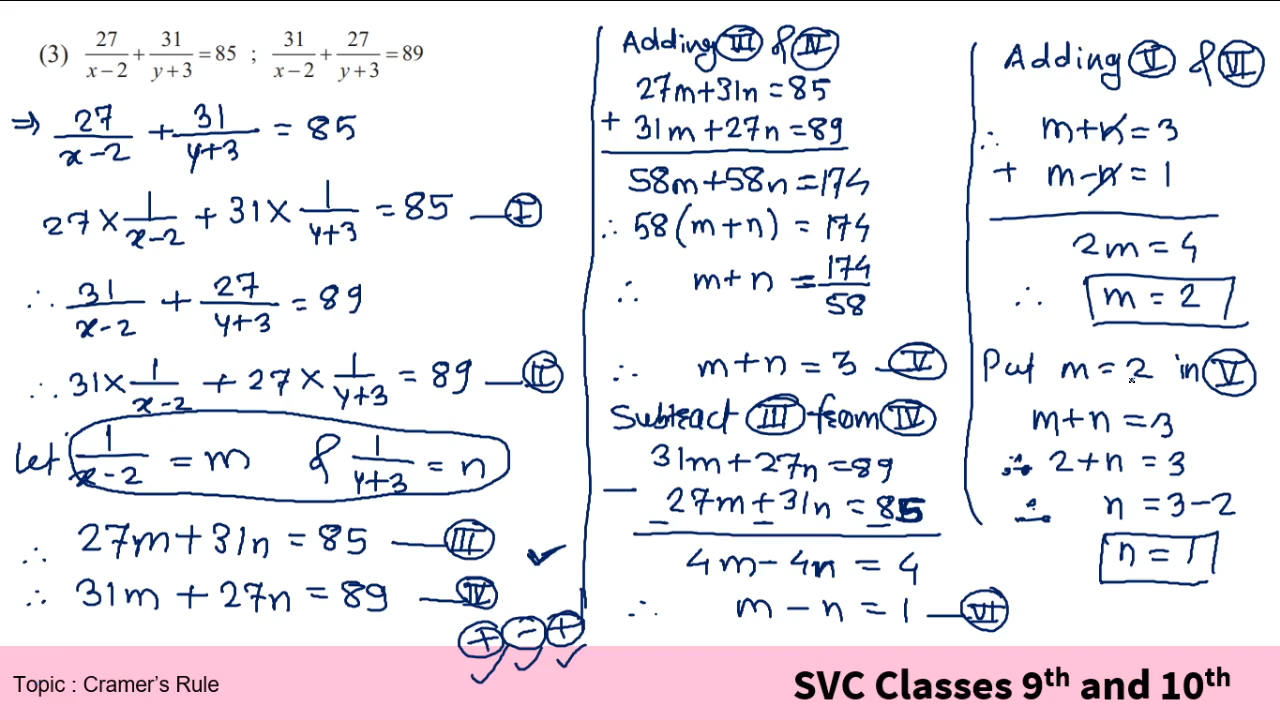 (3) 27/(x−2) + 31/(y+3) = 85 ; 31/(x−2) + 27/(y+3) = 89
⇒ 27/(x−2) + 31/(y+3) = 85
27 × 1/(x−2) + 31 × 1/(y+3) = 85 — I
∴ 31/(x−2) + 27/(y+3) = 89
∴ 31 × 1/(x−2) + 27 × 1/(y+3) = 89 — II
Let 1/(x−2) = m & 1/(y+3) = n
∴ 27m + 31n = 85 — III ✓
∴ 31m + 27n = 89 — IV
+ − +
✓ ✓ ✓
Adding III & IV
27m + 31n = 85
+ 31m + 27n = 89
58m + 58n = 174
∴ 58(m + n) = 174
∴ m + n = 174/58
∴ m + n = 3 — V
Subtract III from IV
31m + 27n = 89
− 27m + 31n = 85
− − −
4m − 4n = 4
∴ m − n = 1 — VI
Adding V & VI
∴ m + n = 3
+ m − n = 1
2m = 4
∴ m = 2
Put m = 2 in V
m + n = 3
∴ 2 + n = 3
∴ n = 3 − 2
n = 1
Topic : Cramer's Rule
SVC Classes 9th and 10th